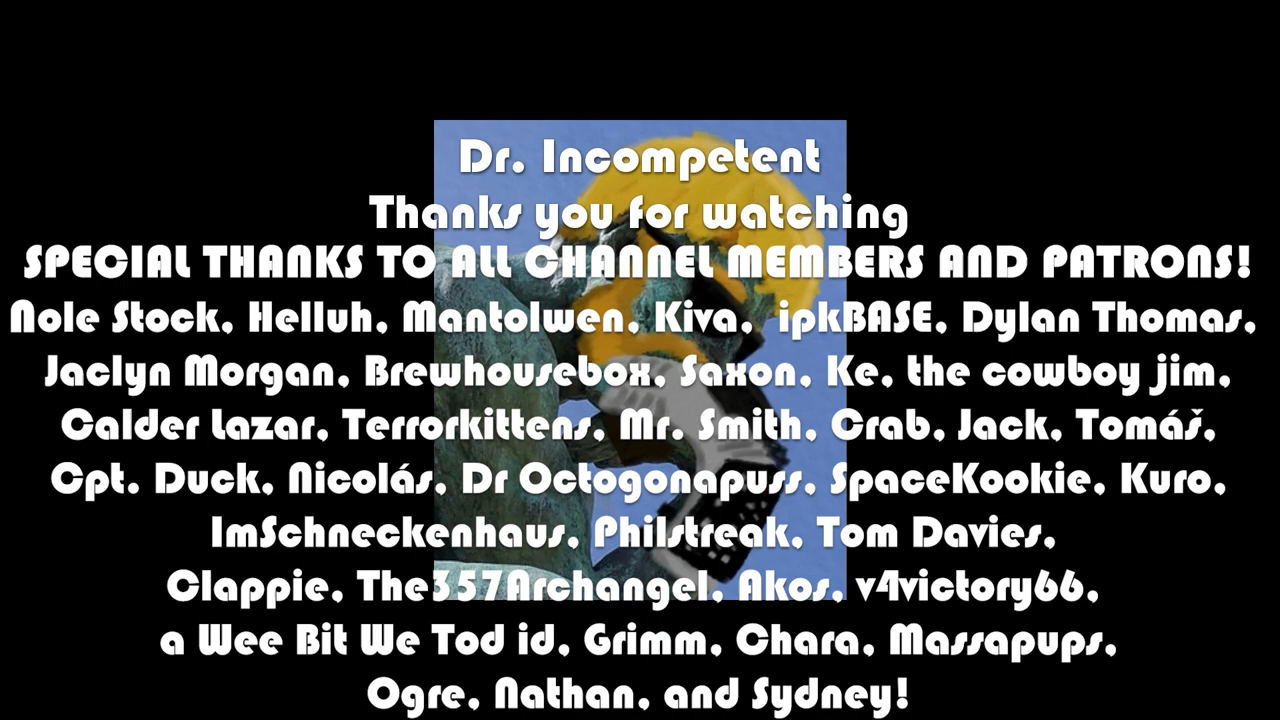 Dr. Incompetent
Thanks you for watching
SPECIAL THANKS TO ALL CHANNEL MEMBERS AND PATRONS!
Nole Stock, Helluh, Mantolwen, Kiva, ipkBASE, Dylan Thomas,
Jaclyn Morgan, Brewhousebox, Saxon, Ke, the cowboy jim,
Calder Lazar, Terrorkittens, Mr. Smith, Crab, Jack, Tomáš,
Cpt. Duck, Nicolás, Dr Octogonapuss, SpaceKookie, Kuro,
ImSchneckenhaus, Philstreak, Tom Davies,
Clappie, The357Archangel, Akos, v4victory66,
a Wee Bit We Tod id, Grimm, Chara, Massapups,
Ogre, Nathan, and Sydney!